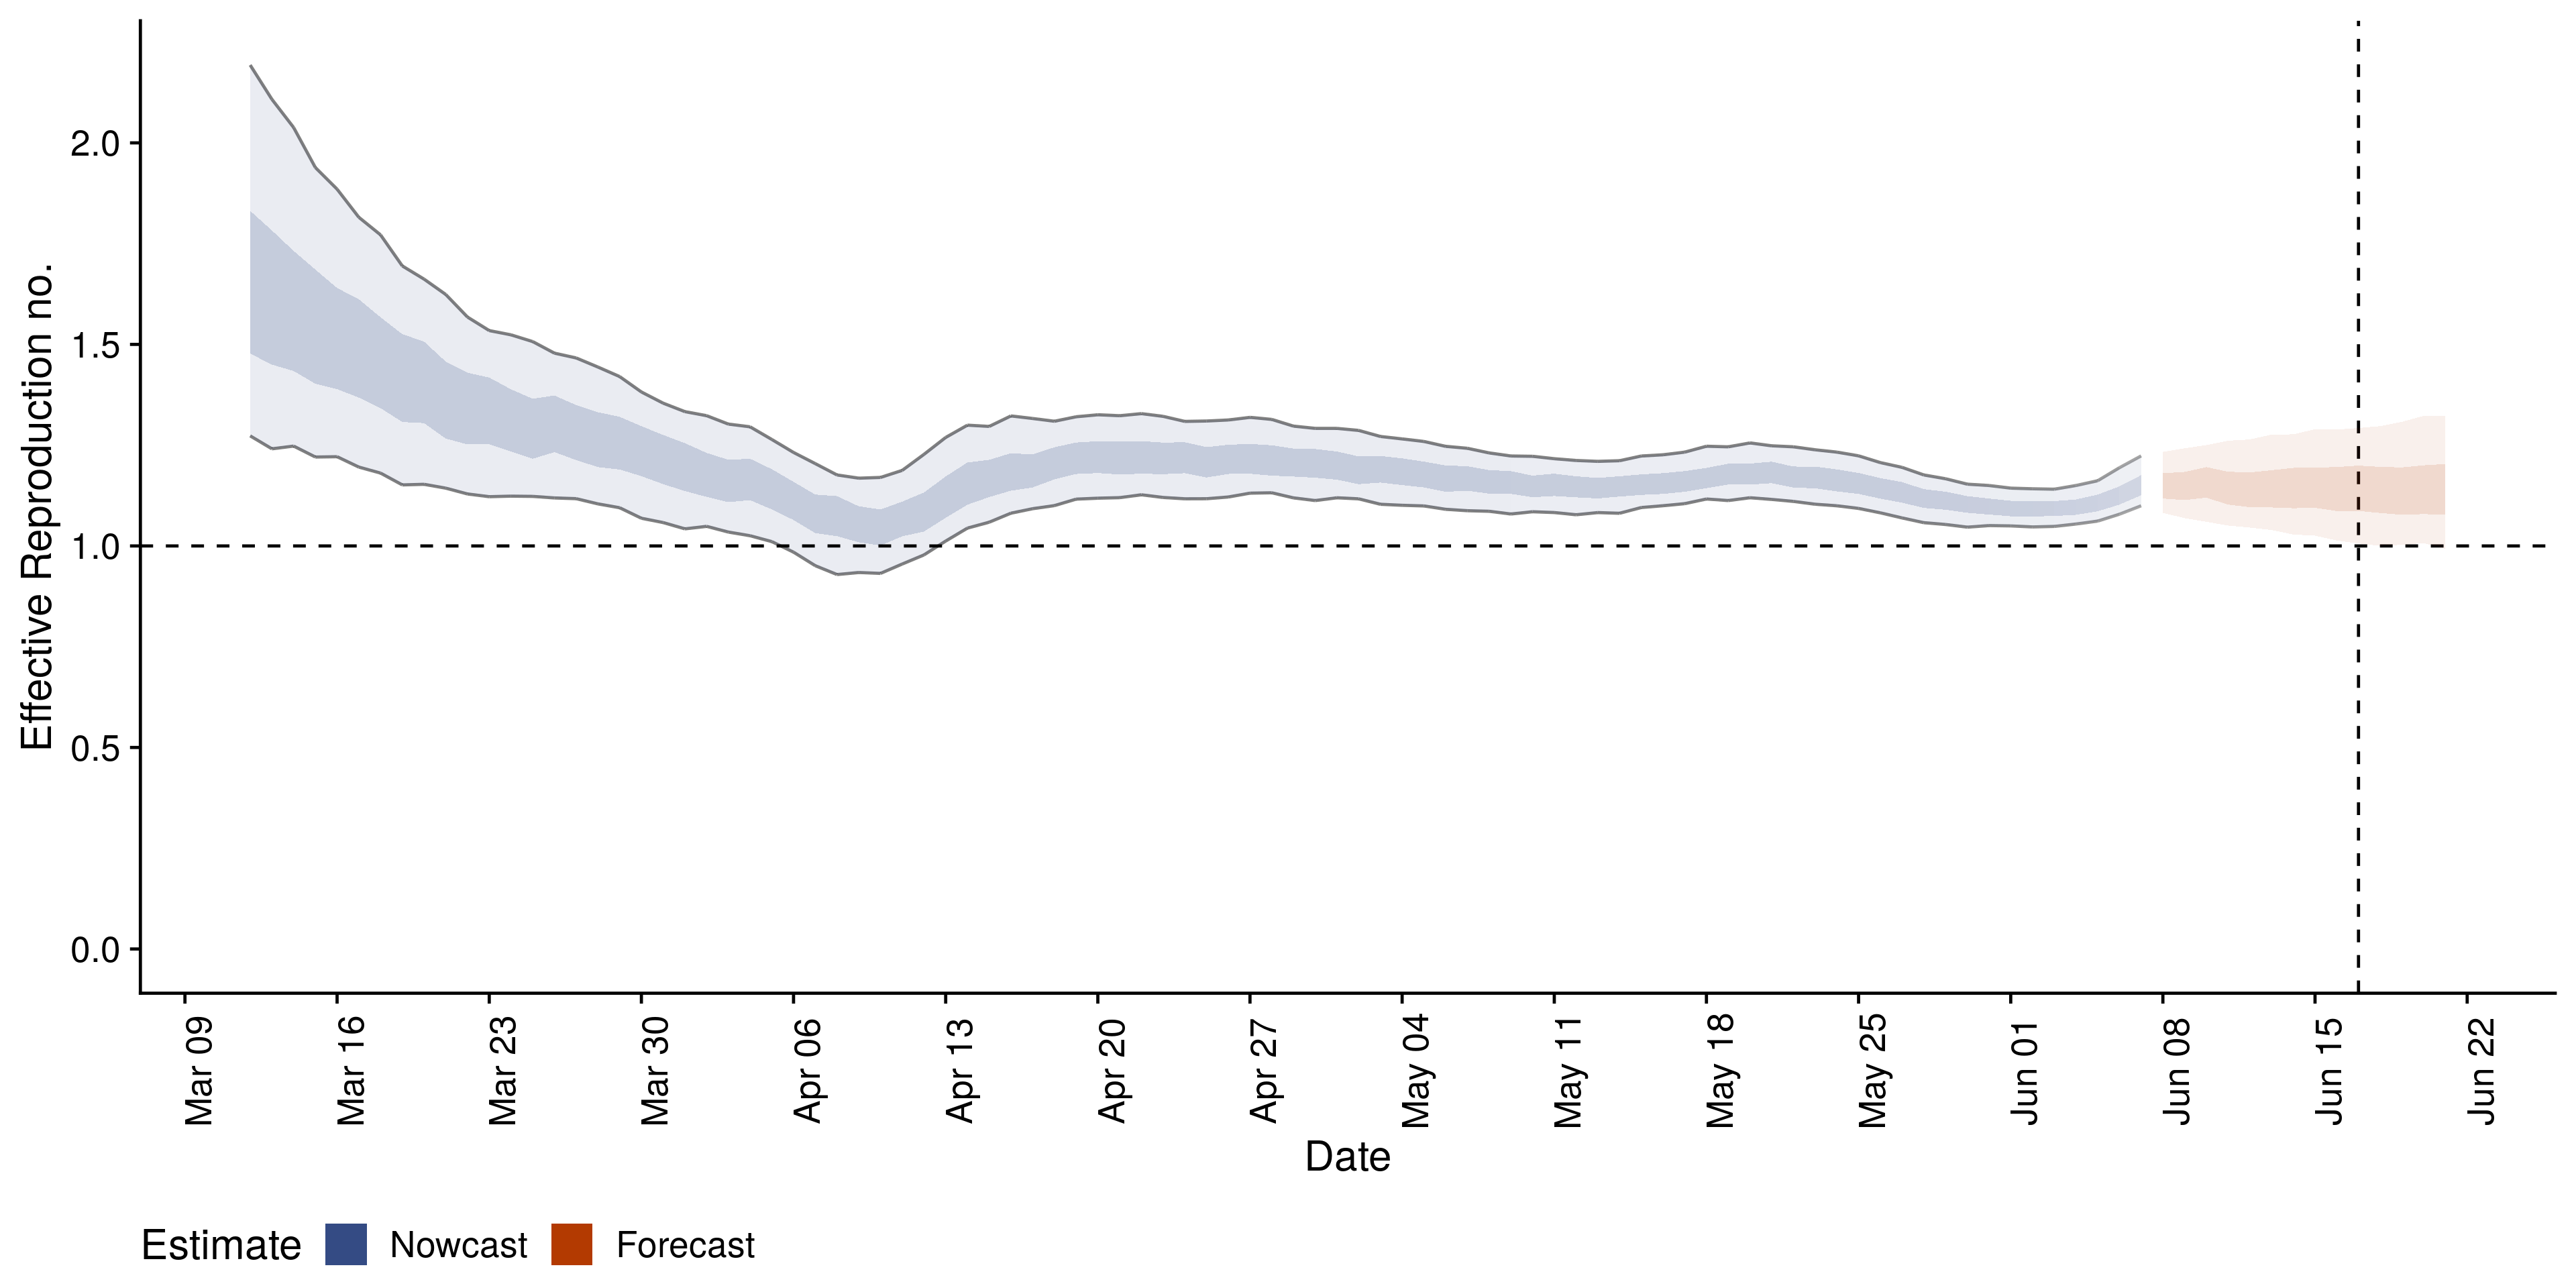 Effective Reproduction no.
2.0
1.5
1.0
0.5
0.0
Mar 09
Mar 16
Mar 23
Mar 30
Apr 06
Apr 13
Apr 20
Apr 27
May 04
May 11
May 18
May 25
Jun 01
Jun 08
Jun 15
Jun 22
Date
Estimate Nowcast Forecast